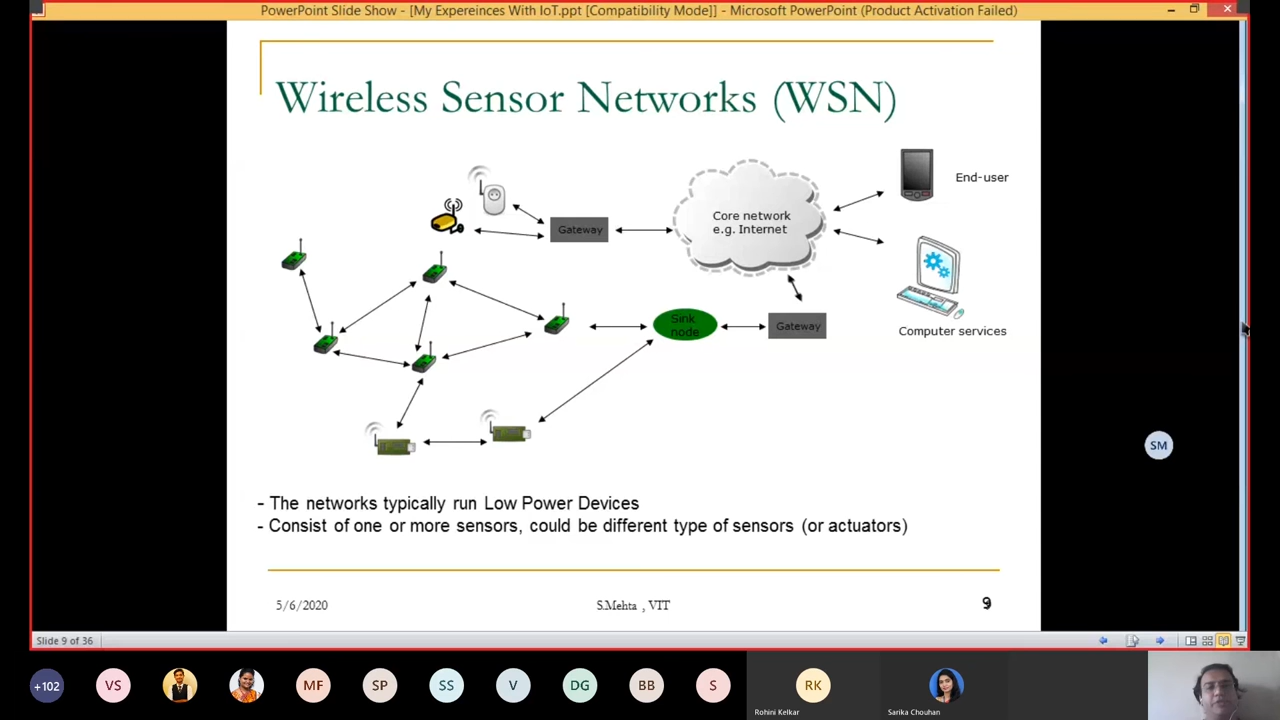 PowerPoint Slide Show - [My Expereinces With IoT.ppt [Compatibility Mode]] - Microsoft PowerPoint (Product Activation Failed)
Wireless Sensor Networks (WSN)
End-user
Core network
e.g. Internet
Gateway
Sink
node
Gateway
Computer services
SM
- The networks typically run Low Power Devices
- Consist of one or more sensors, could be different type of sensors (or actuators)
5/6/2020
S.Mehta , VIT
9
Slide 9 of 36
+102
VS
MF
SP
SS
V
DG
BB
S
RK
Rohini Kelkar
Sarika Chouhan